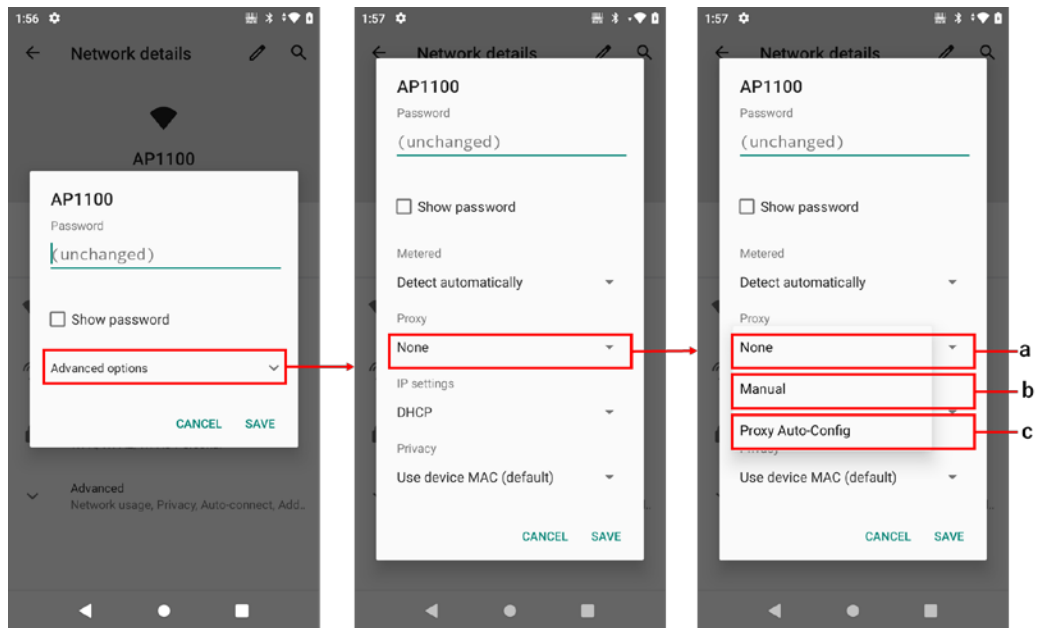 1:56
Network details
AP1100
AP1100
Password
(unchanged)
Show password
Advanced options
CANCEL SAVE
Advanced
Network usage, Privacy, Auto-connect, Add..
1:57
Network details
AP1100
Password
(unchanged)
Show password
Metered
Detect automatically
Proxy
None
IP settings
DHCP
Privacy
Use device MAC (default)
CANCEL SAVE
1:57
Network details
AP1100
Password
(unchanged)
Show password
Metered
Detect automatically
Proxy
None
a
Manual
b
Proxy Auto-Config
c
Use device MAC (default)
CANCEL SAVE